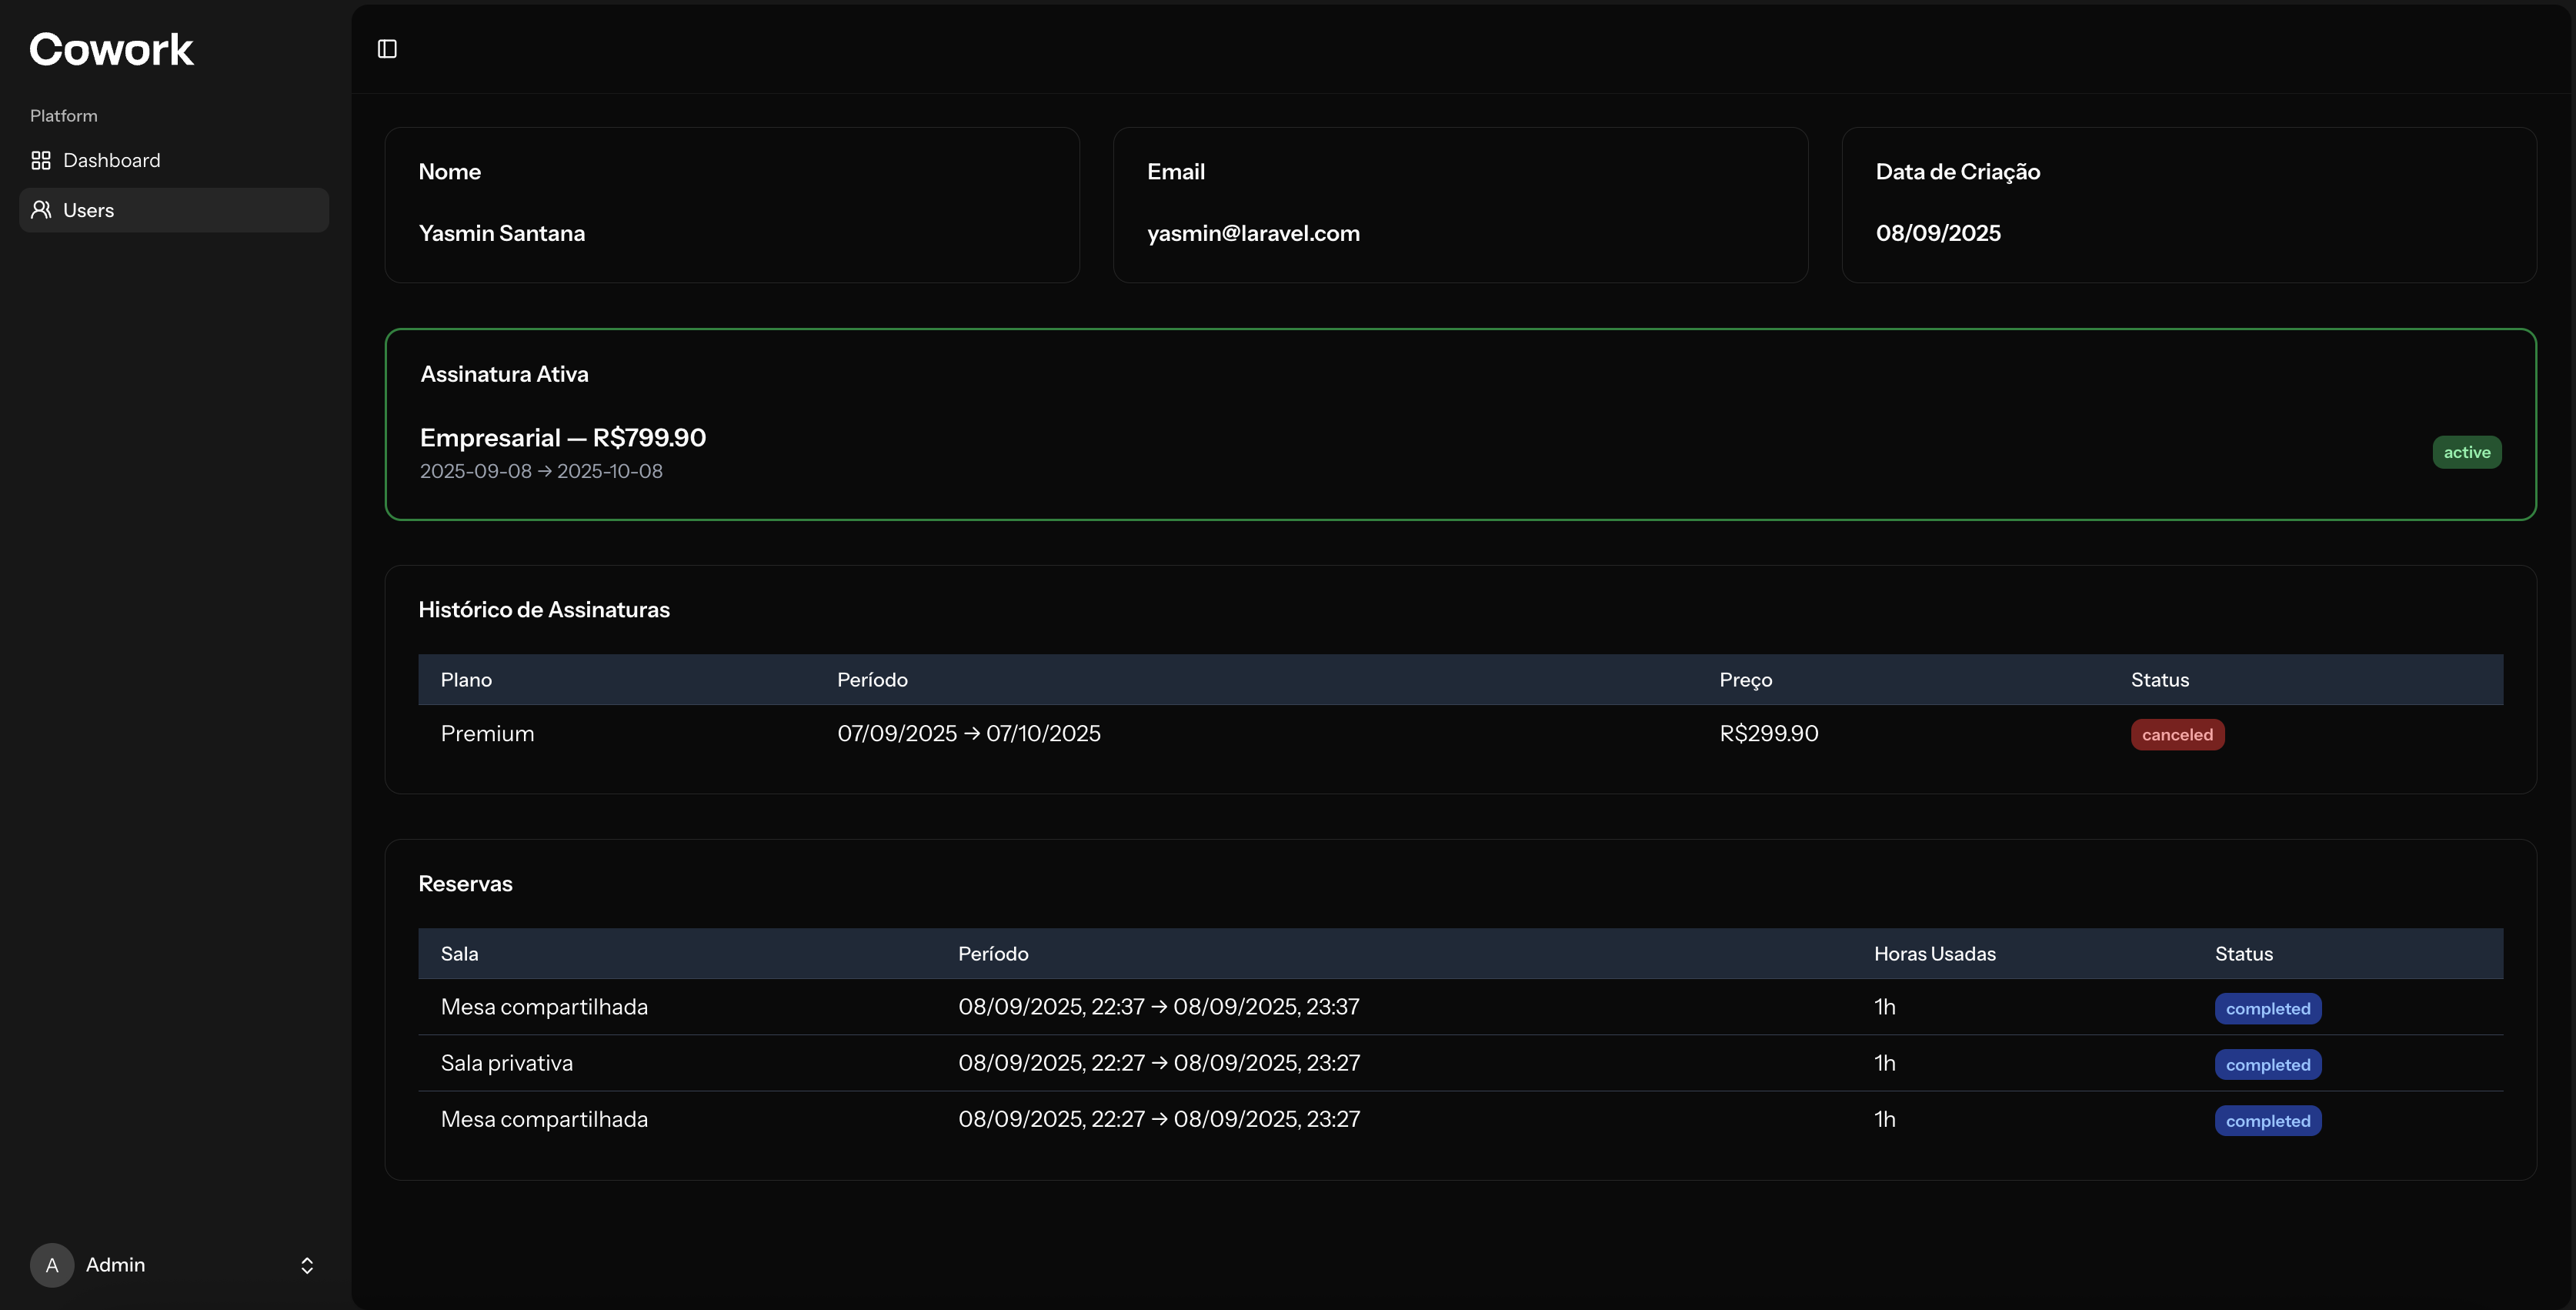 Cowork
Platform
Dashboard
Users
Nome
Yasmin Santana
Email
yasmin@laravel.com
Data de Criação
08/09/2025
Assinatura Ativa
Empresarial — R$799.90
2025-09-08 → 2025-10-08
active
Histórico de Assinaturas
Plano Período Preço Status
Premium 07/09/2025 → 07/10/2025 R$299.90 canceled
Reservas
Sala Período Horas Usadas Status
Mesa compartilhada 08/09/2025, 22:37 → 08/09/2025, 23:37 1h completed
Sala privativa 08/09/2025, 22:27 → 08/09/2025, 23:27 1h completed
Mesa compartilhada 08/09/2025, 22:27 → 08/09/2025, 23:27 1h completed
A Admin